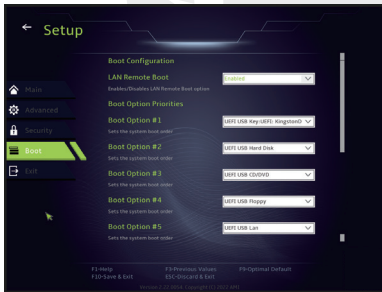 Setup
Boot Configuration
LAN Remote Boot
Enabled
Enables/Disables LAN Remote Boot option
Boot Option Priorities
Boot Option #1
UEFI USB Key:UEFI: KingstonD
Sets the system boot order
Boot Option #2
UEFI USB Hard Disk
Sets the system boot order
Boot Option #3
UEFI USB CD/DVD
Sets the system boot order
Boot Option #4
UEFI USB Floppy
Sets the system boot order
Boot Option #5
UEFI USB Lan
Sets the system boot order
Main
Advanced
Security
Boot
Exit
F1-Help
F3-Previous Values
F9-Optimal Default
F10-Save & Exit
ESC-Discard & Exit